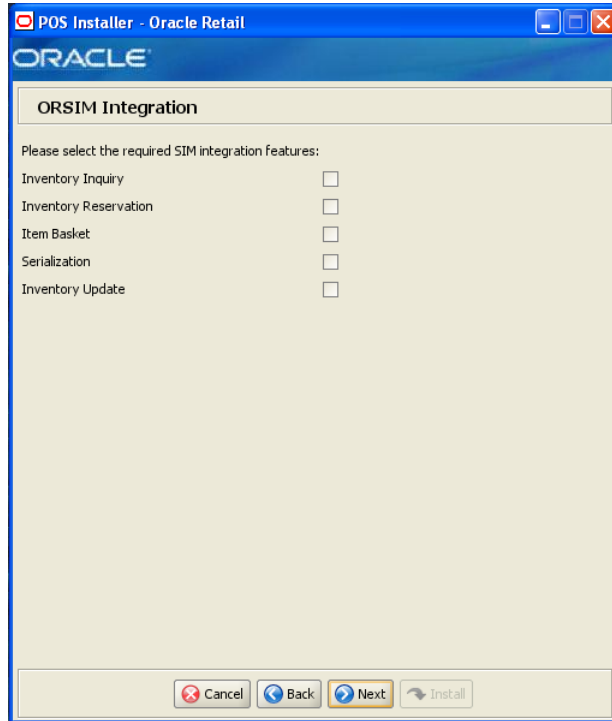 POS Installer - Oracle Retail
ORACLE
ORSIM Integration
Please select the required SIM integration features:
Inventory Inquiry
Inventory Reservation
Item Basket
Serialization
Inventory Update
Cancel Back Next Install